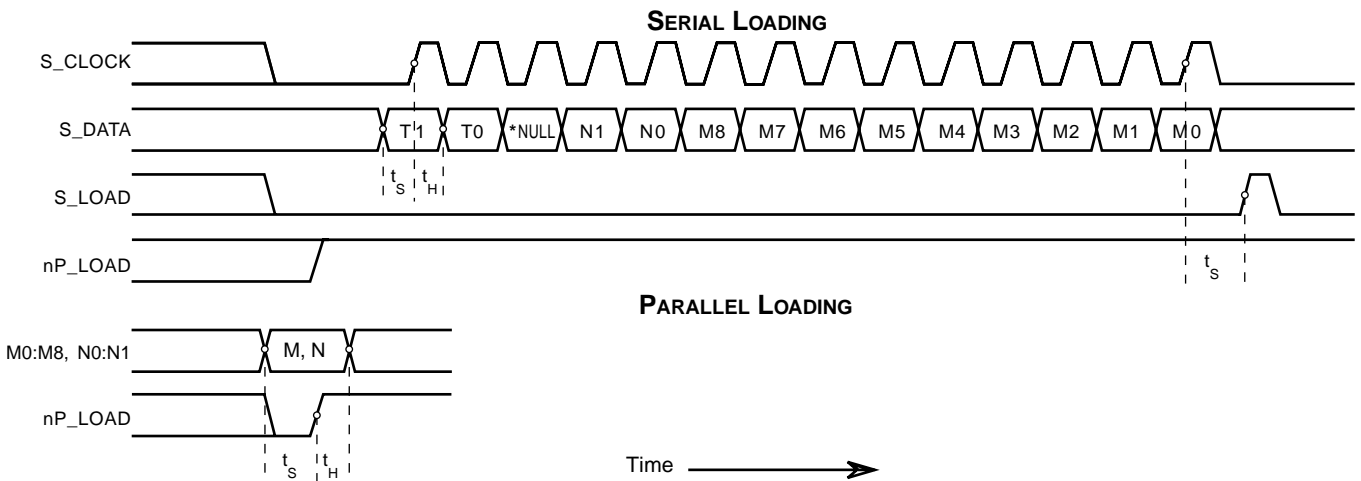 SERIAL LOADING
S_CLOCK
S_DATA
T1 T0 *NULL N1 N0 M8 M7 M6 M5 M4 M3 M2 M1 M0
tS tH
S_LOAD
nP_LOAD
tS
PARALLEL LOADING
M0:M8, N0:N1
M, N
nP_LOAD
tS tH
Time